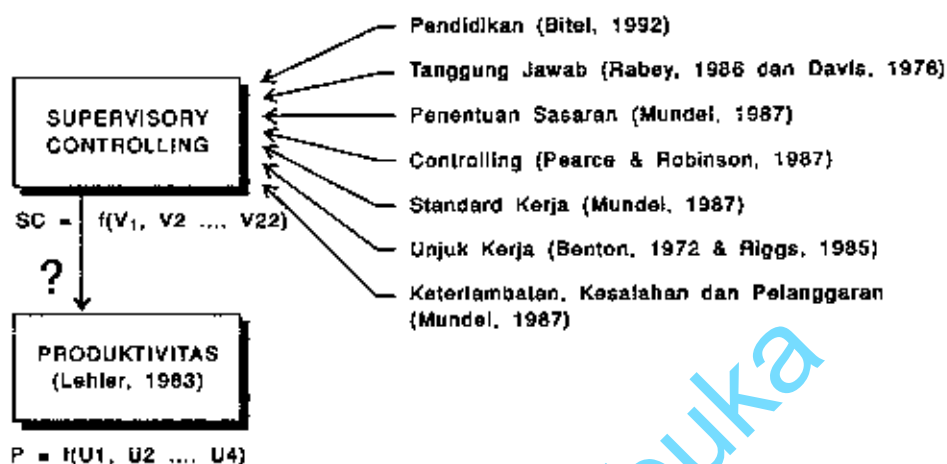 Pendidikan (Bitel, 1992)
Tanggung Jawab (Rabey, 1986 dan Davis, 1976)
Penentuan Sasaran (Mundel, 1987)
Controlling (Pearce & Robinson, 1987)
Standard Kerja (Mundel, 1987)
Unjuk Kerja (Benton, 1972 & Riggs, 1985)
Keterlambatan, Kesalahan dan Pelanggaran
(Mundel, 1987)
SUPERVISORY
CONTROLLING
SC = f(V1, V2 .... V22)
?
PRODUKTIVITAS
(Lehler, 1983)
P = f(U1, U2 .... U4)